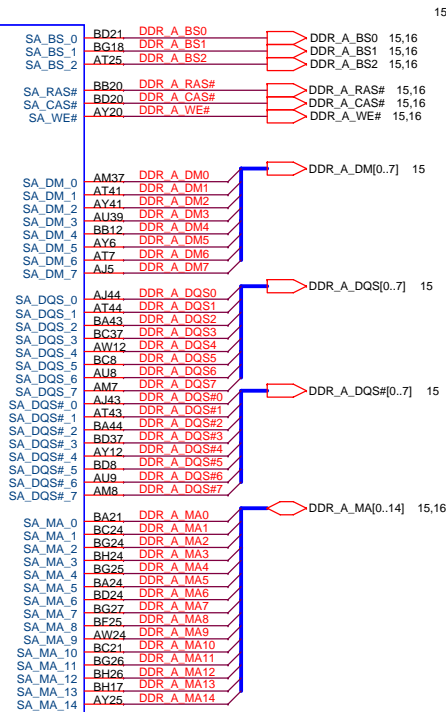 15
SA_BS_0 BD21 DDR_A_BS0 DDR_A_BS0 15,16
SA_BS_1 BG18 DDR_A_BS1 DDR_A_BS1 15,16
SA_BS_2 AT25 DDR_A_BS2 DDR_A_BS2 15,16
SA_RAS# BB20 DDR_A_RAS# DDR_A_RAS# 15,16
SA_CAS# BD20 DDR_A_CAS# DDR_A_CAS# 15,16
SA_WE# AY20 DDR_A_WE# DDR_A_WE# 15,16
DDR_A_DM[0..7] 15
SA_DM_0 AM37 DDR_A_DM0
SA_DM_1 AT41 DDR_A_DM1
SA_DM_2 AY41 DDR_A_DM2
SA_DM_3 AU39 DDR_A_DM3
SA_DM_4 BB12 DDR_A_DM4
SA_DM_5 AY6 DDR_A_DM5
SA_DM_6 AT7 DDR_A_DM6
SA_DM_7 AJ5 DDR_A_DM7
DDR_A_DQS[0..7] 15
SA_DQS_0 AJ44 DDR_A_DQS0
SA_DQS_1 AT44 DDR_A_DQS1
SA_DQS_2 BA43 DDR_A_DQS2
SA_DQS_3 BC37 DDR_A_DQS3
SA_DQS_4 AW12 DDR_A_DQS4
SA_DQS_5 BC8 DDR_A_DQS5
SA_DQS_6 AU8 DDR_A_DQS6
SA_DQS_7 AM7 DDR_A_DQS7
DDR_A_DQS#[0..7] 15
SA_DQS#_0 AJ43 DDR_A_DQS#0
SA_DQS#_1 AT43 DDR_A_DQS#1
SA_DQS#_2 BA44 DDR_A_DQS#2
SA_DQS#_3 BD37 DDR_A_DQS#3
SA_DQS#_4 AY12 DDR_A_DQS#4
SA_DQS#_5 BD8 DDR_A_DQS#5
SA_DQS#_6 AU9 DDR_A_DQS#6
SA_DQS#_7 AM8 DDR_A_DQS#7
DDR_A_MA[0..14] 15,16
SA_MA_0 BA21 DDR_A_MA0
SA_MA_1 BC24 DDR_A_MA1
SA_MA_2 BG24 DDR_A_MA2
SA_MA_3 BH24 DDR_A_MA3
SA_MA_4 BG25 DDR_A_MA4
SA_MA_5 BA24 DDR_A_MA5
SA_MA_6 BD24 DDR_A_MA6
SA_MA_7 BG27 DDR_A_MA7
SA_MA_8 BF25 DDR_A_MA8
SA_MA_9 AW24 DDR_A_MA9
SA_MA_10 BC21 DDR_A_MA10
SA_MA_11 BG26 DDR_A_MA11
SA_MA_12 BH26 DDR_A_MA12
SA_MA_13 BH17 DDR_A_MA13
SA_MA_14 AY25 DDR_A_MA14